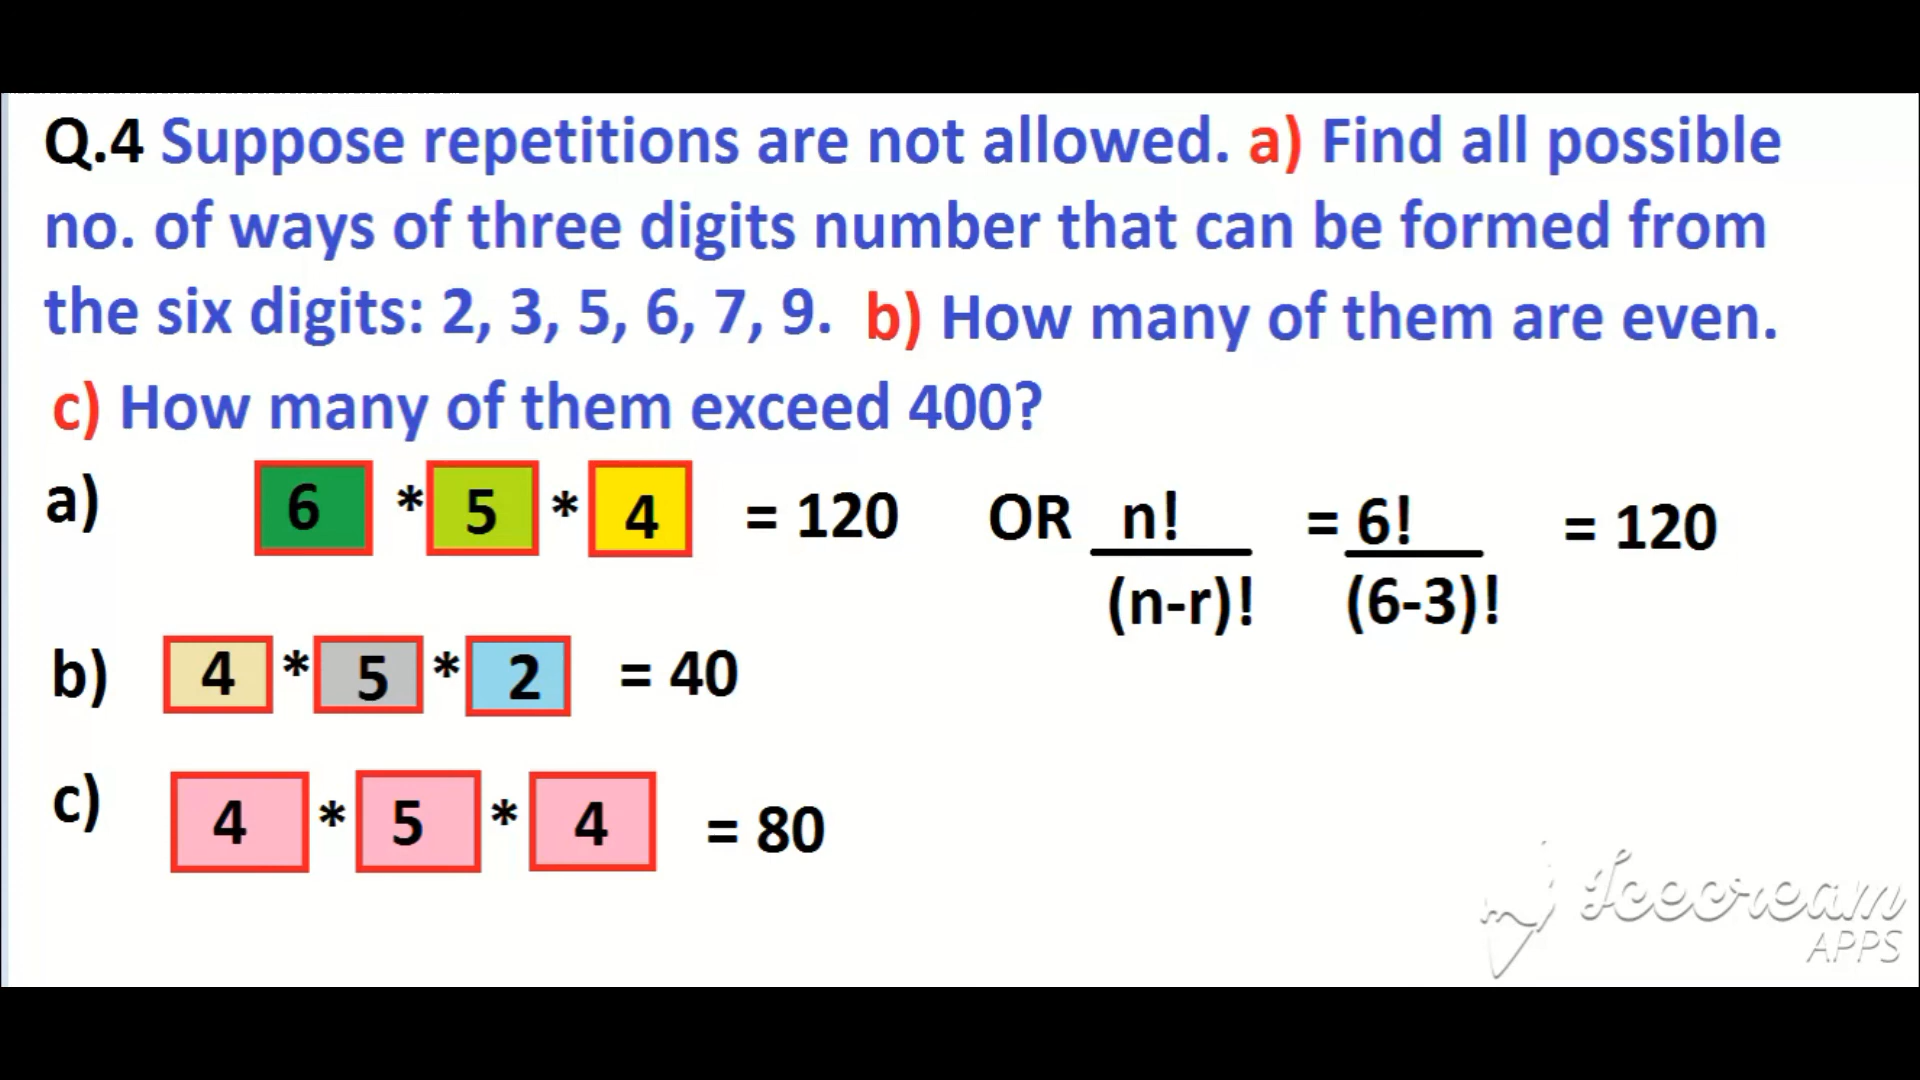 Q.4 Suppose repetitions are not allowed. a) Find all possible
no. of ways of three digits number that can be formed from
the six digits: 2, 3, 5, 6, 7, 9. b) How many of them are even.
c) How many of them exceed 400?
a) 6 * 5 * 4 = 120 OR n! = 6! = 120
(n-r)! (6-3)!
b) 4 * 5 * 2 = 40
c) 4 * 5 * 4 = 80
Icecream
APPS